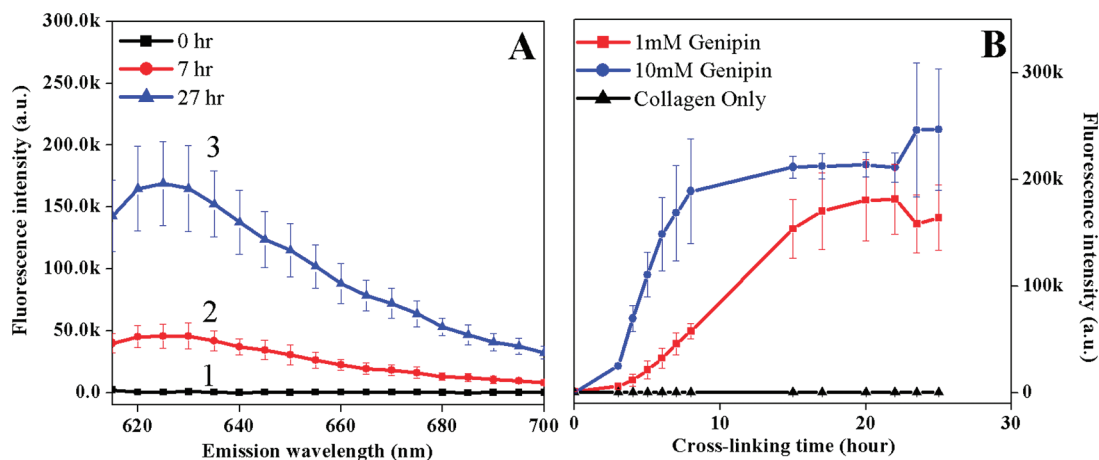 A
0 hr
7 hr
27 hr
3
2
1
300.0k
250.0k
200.0k
150.0k
100.0k
50.0k
0.0
Fluorescence intensity (a.u.)
620 640 660 680 700
Emission wavelength (nm)
B
1mM Genipin
10mM Genipin
Collagen Only
300k
200k
100k
0
Fluorescence intensity (a.u.)
0 10 20 30
Cross-linking time (hour)